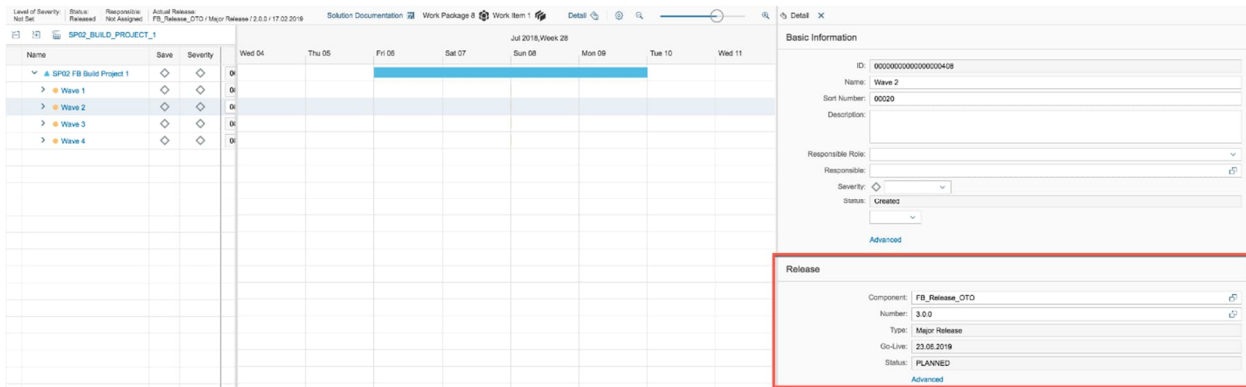 Level of Severity: Status: Responsible: Actual Release:
Not Set Released Not Assigned FB_Release_OTO / Major Release / 2.0.0 / 17.02.2019
Solution Documentation Work Package 8 Work Item 1 Detail
SP02_BUILD_PROJECT_1
Name Save Severity
SP02 FB Build Project 1
Wave 1
Wave 2
Wave 3
Wave 4
Jul 2018,Week 28
Wed 04 Thu 05 Fri 06 Sat 07 Sun 08 Mon 09 Tue 10 Wed 11
Detail
Basic Information
ID: 00000000000000000408
Name: Wave 2
Sort Number: 00020
Description:
Responsible Role:
Responsible:
Severity:
Status: Created
Advanced
Release
Component: FB_Release_OTO
Number: 3.0.0
Type: Major Release
Go-Live: 23.06.2019
Status: PLANNED
Advanced